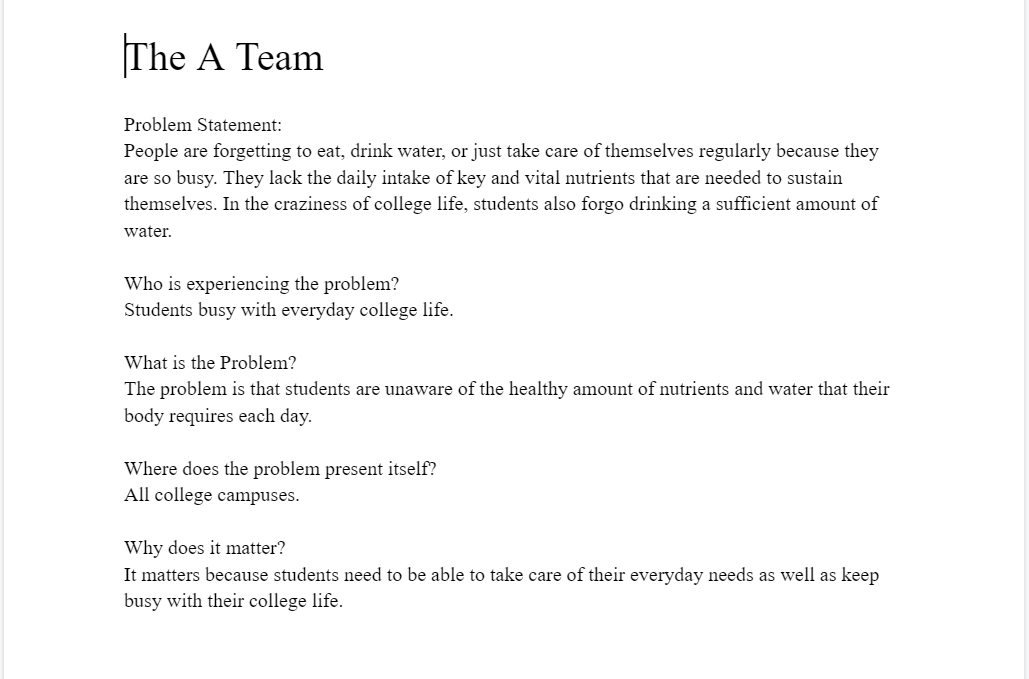 The A Team
Problem Statement:
People are forgetting to eat, drink water, or just take care of themselves regularly because they
are so busy. They lack the daily intake of key and vital nutrients that are needed to sustain
themselves. In the craziness of college life, students also forgo drinking a sufficient amount of
water.
Who is experiencing the problem?
Students busy with everyday college life.
What is the Problem?
The problem is that students are unaware of the healthy amount of nutrients and water that their
body requires each day.
Where does the problem present itself?
All college campuses.
Why does it matter?
It matters because students need to be able to take care of their everyday needs as well as keep
busy with their college life.